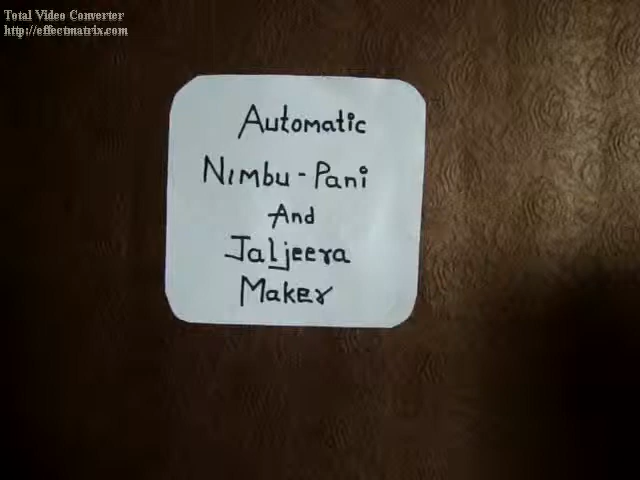 Total Video Converter
http://effectmatrix.com
Automatic
Nimbu-Pani
And
Jaljeera
Maker